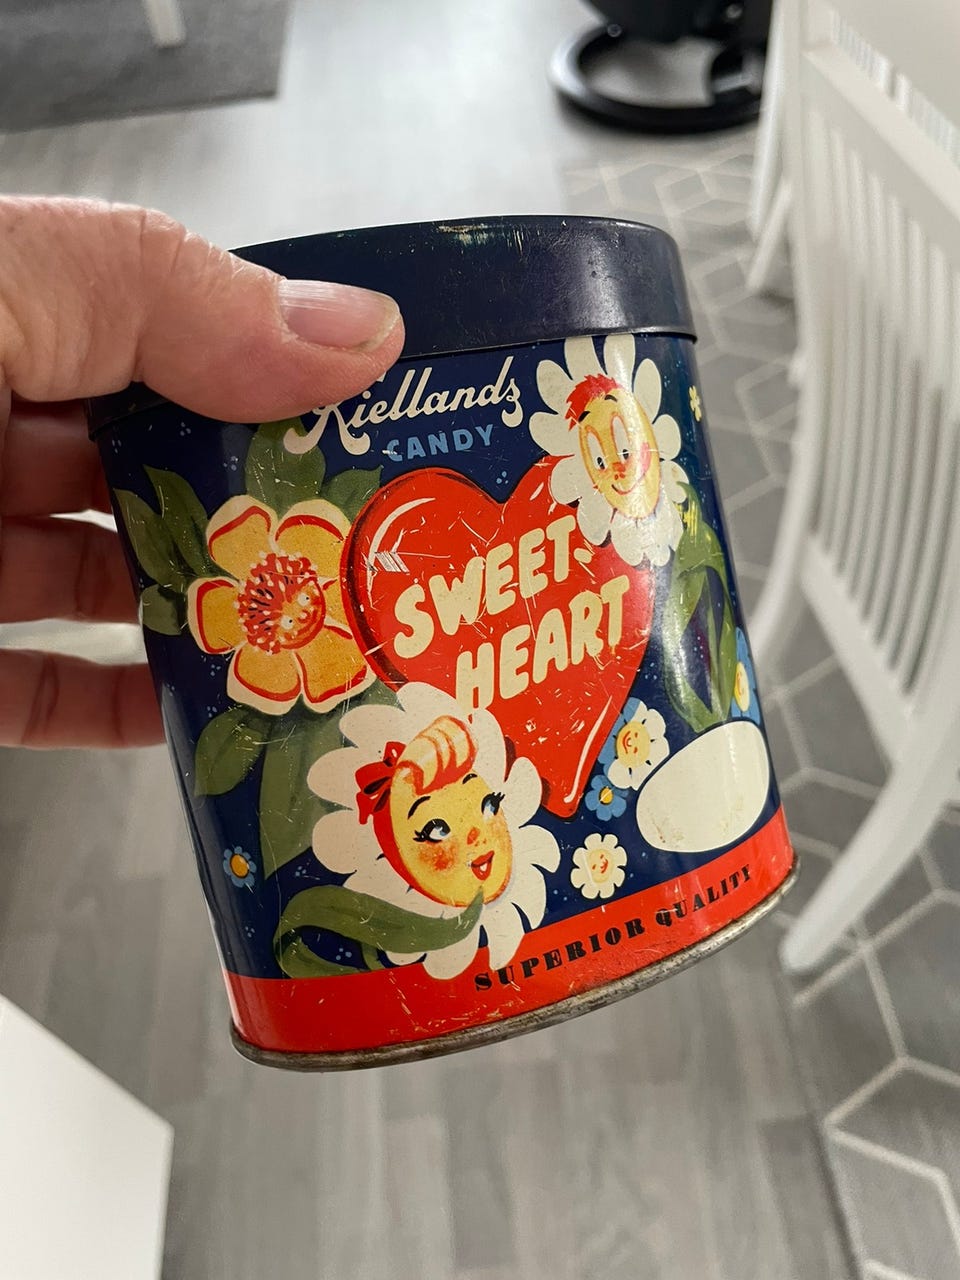 Kiellands
CANDY
SWEET-
HEART
SUPERIOR QUALITY